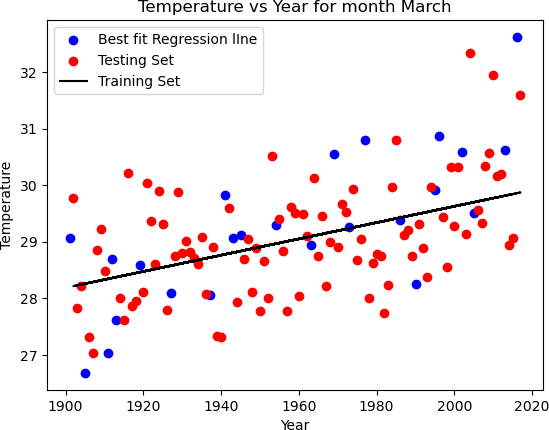 Temperature vs Year for month March
Best fit Regression lIne
Testing Set
Training Set
Temperature
32
31
30
29
28
27
1900 1920 1940 1960 1980 2000 2020
Year